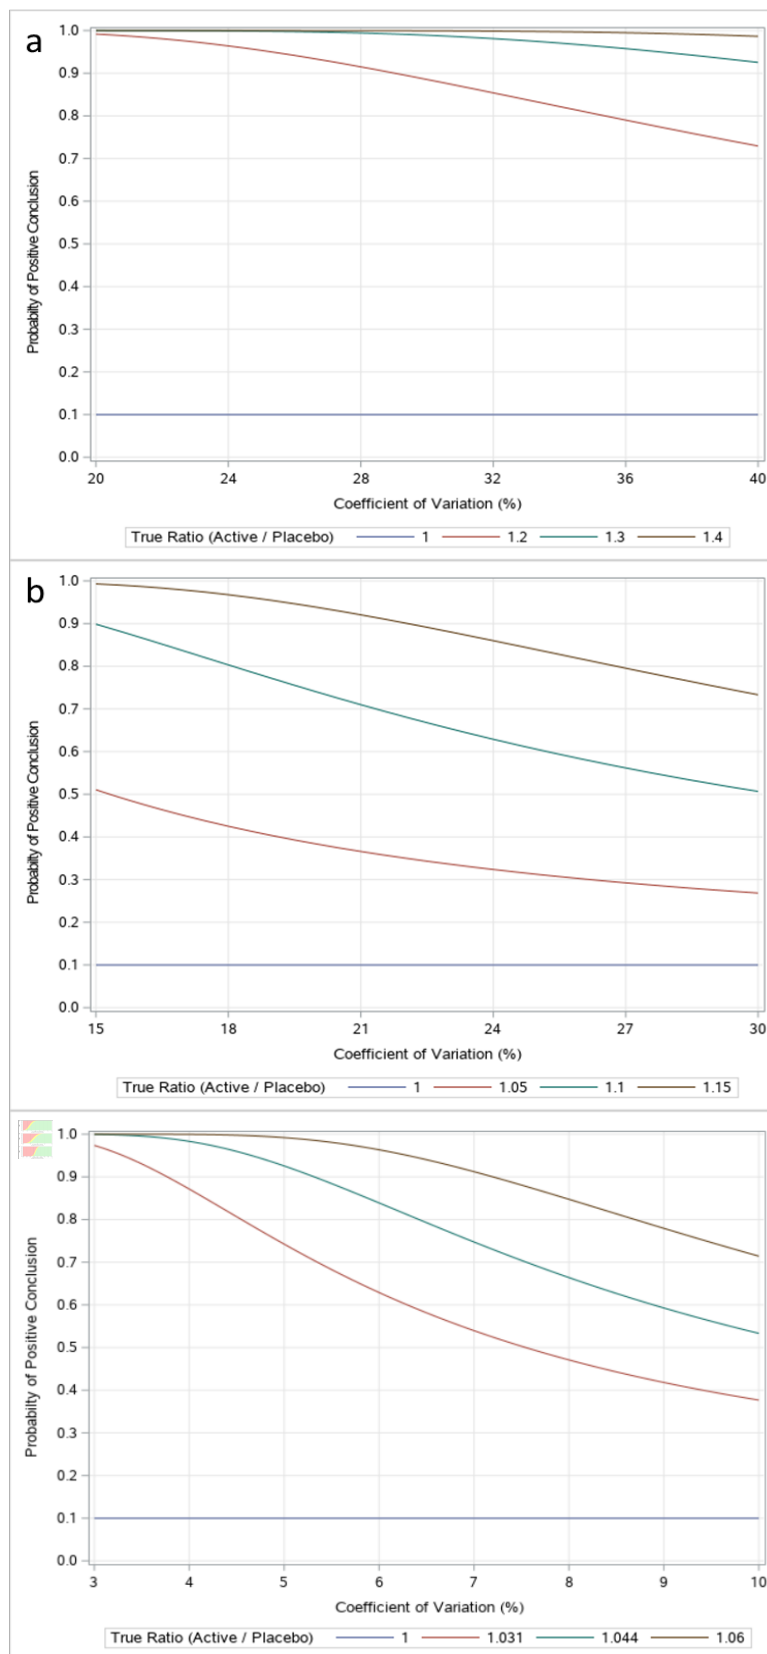 a
1.0
0.9
0.8
0.7
0.6
0.5
0.4
0.3
0.2
0.1
0.0
Probabilty of Positive Conclusion
20 24 28 32 36 40
Coefficient of Variation (%)
True Ratio (Active / Placebo) 1 1.2 1.3 1.4
b
1.0
0.9
0.8
0.7
0.6
0.5
0.4
0.3
0.2
0.1
0.0
Probabilty of Positive Conclusion
15 18 21 24 27 30
Coefficient of Variation (%)
True Ratio (Active / Placebo) 1 1.05 1.1 1.15
1.0
0.9
0.8
0.7
0.6
0.5
0.4
0.3
0.2
0.1
0.0
Probabilty of Positive Conclusion
3 4 5 6 7 8 9 10
Coefficient of Variation (%)
True Ratio (Active / Placebo) 1 1.031 1.044 1.06